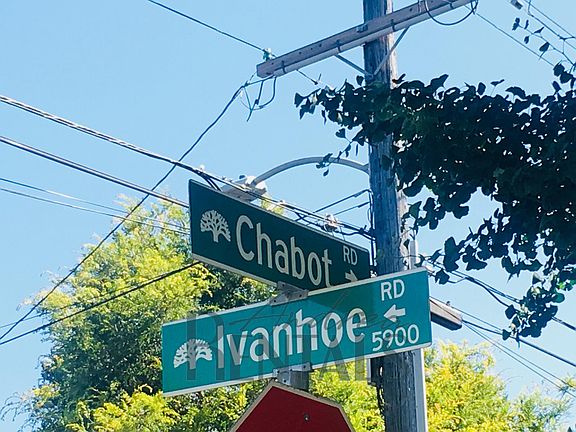 Chabot RD →
Ivanhoe RD ← 5900